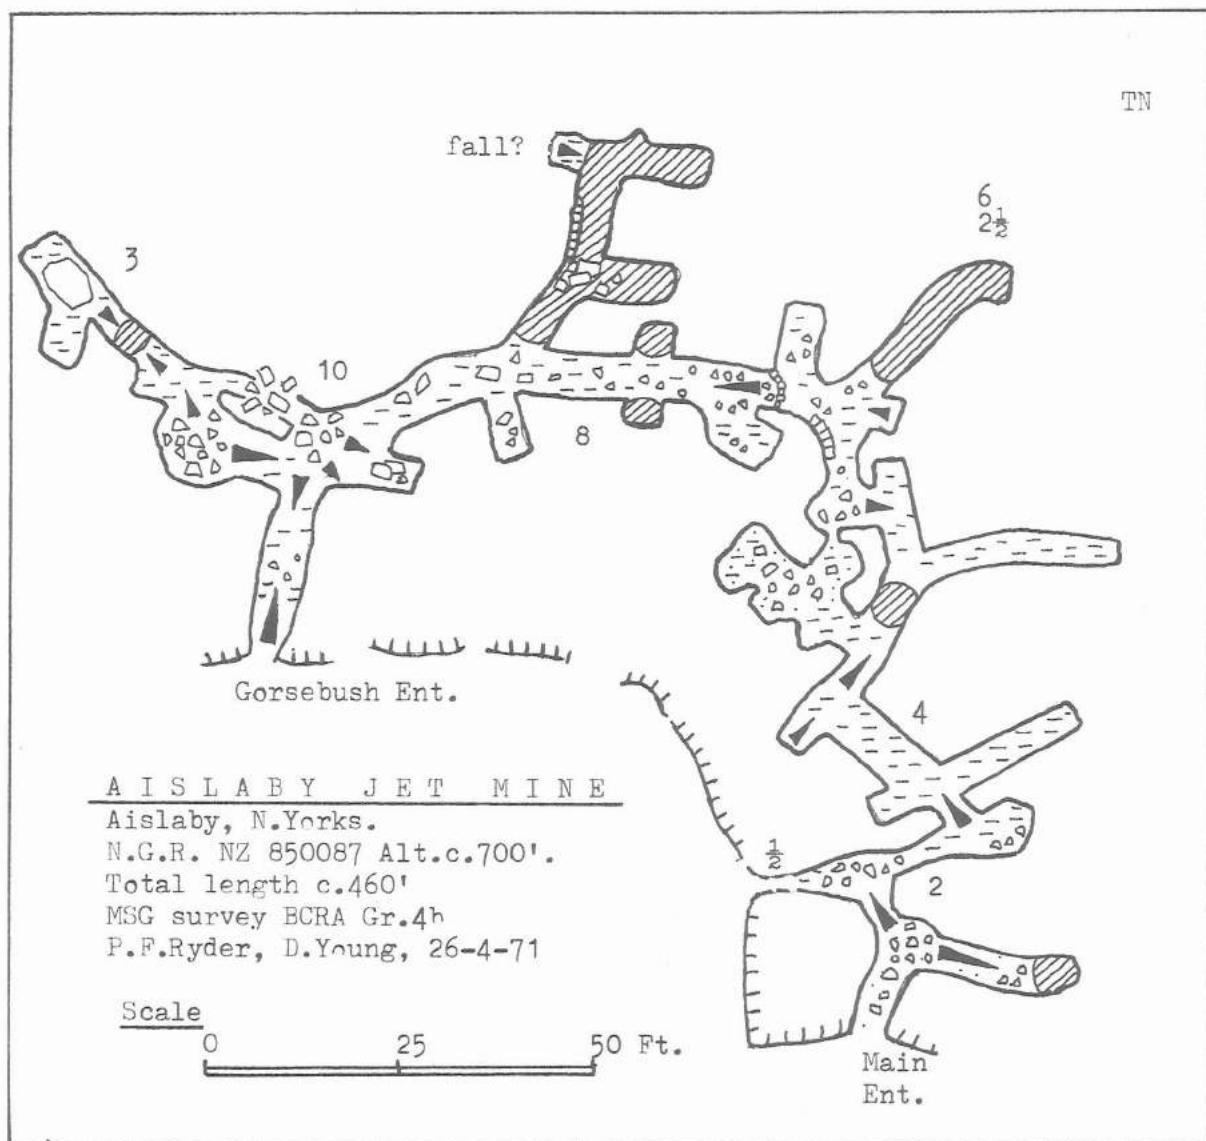 TN
fall?
6
2½
3
10
8
Gorsebush Ent.
4
½
2
AISLABY JET MINE
Aislaby, N.Yorks.
N.G.R. NZ 850087 Alt.c.700'.
Total length c.460'
MSG survey BCRA Gr.4b
P.F.Ryder, D.Young, 26-4-71
Scale
0 25 50 Ft.
Main
Ent.